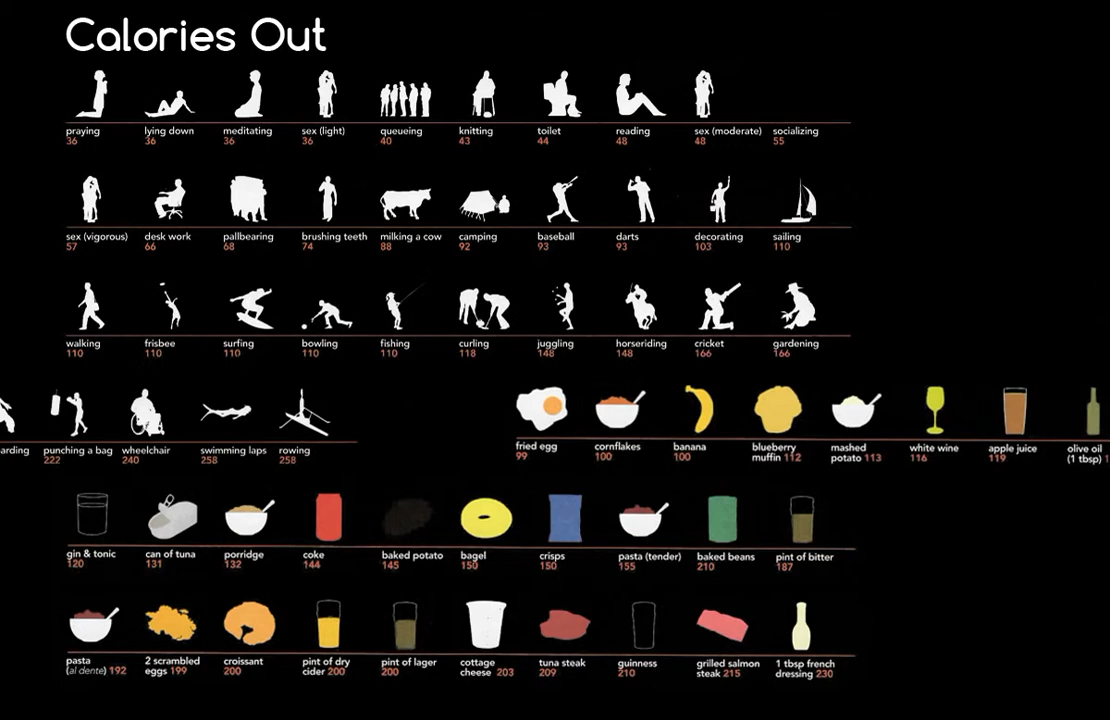 Calories Out
praying lying down meditating sex (light) queueing knitting toilet reading sex (moderate) socializing
36 36 36 36 40 43 44 48 48 55
sex (vigorous) desk work pallbearing brushing teeth milking a cow camping baseball darts decorating sailing
57 66 68 74 88 92 93 93 103 110
walking frisbee surfing bowling fishing curling juggling horseriding cricket gardening
110 110 110 110 110 118 148 148 166 166
arding punching a bag wheelchair swimming laps rowing
222 240 258 258
fried egg cornflakes banana blueberry mashed white wine apple juice olive oil
99 100 100 muffin 112 potato 113 116 119 (1 tbsp) 1
gin & tonic can of tuna porridge coke baked potato bagel crisps pasta (tender) baked beans pint of bitter
120 131 132 144 145 150 150 155 210 187
pasta 2 scrambled croissant pint of dry pint of lager cottage tuna steak guinness grilled salmon 1 tbsp french
(al dente) 192 eggs 199 200 cider 200 200 cheese 203 209 210 steak 215 dressing 230